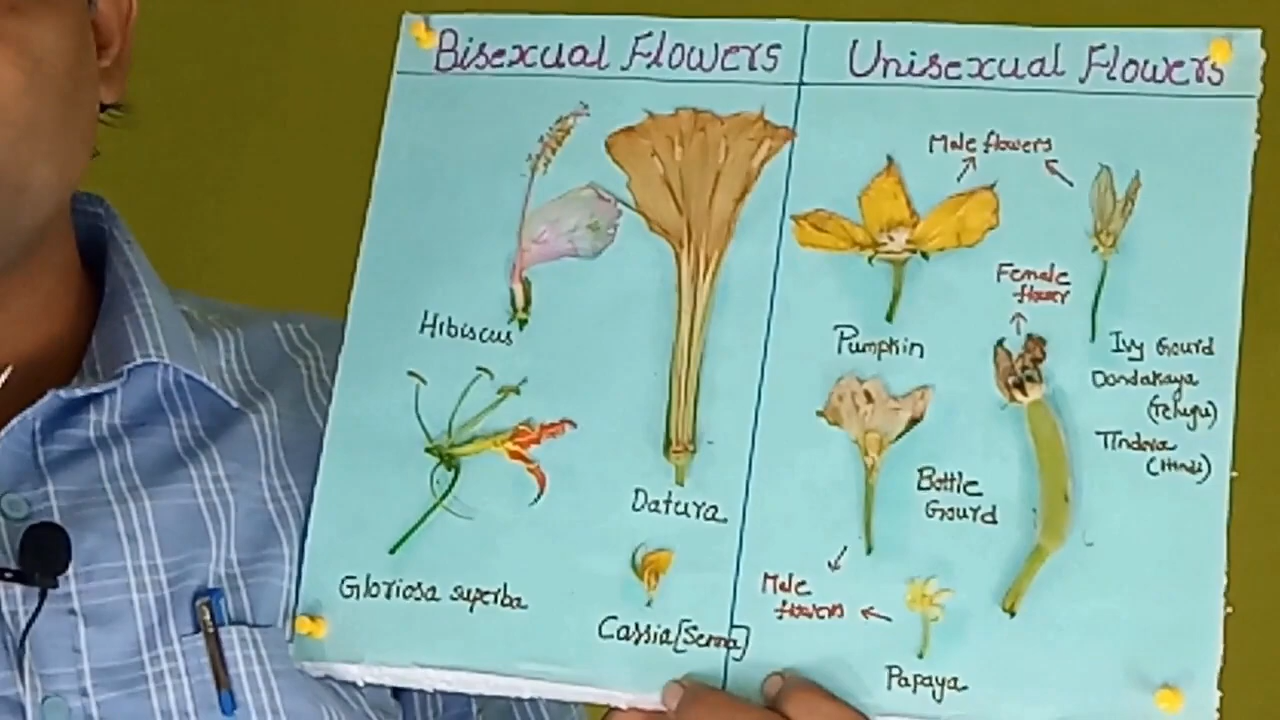 Bisexual Flowers
Hibiscus
Datura
Gloriosa superba
Cassia[Senna]
Unisexual Flowers
Male flowers
Pumpkin
Female
flower
Ivy Gourd
Dondakaya
(Telugu)
Tindora
(Hindi)
Bottle
Gourd
Male
flowers
Papaya